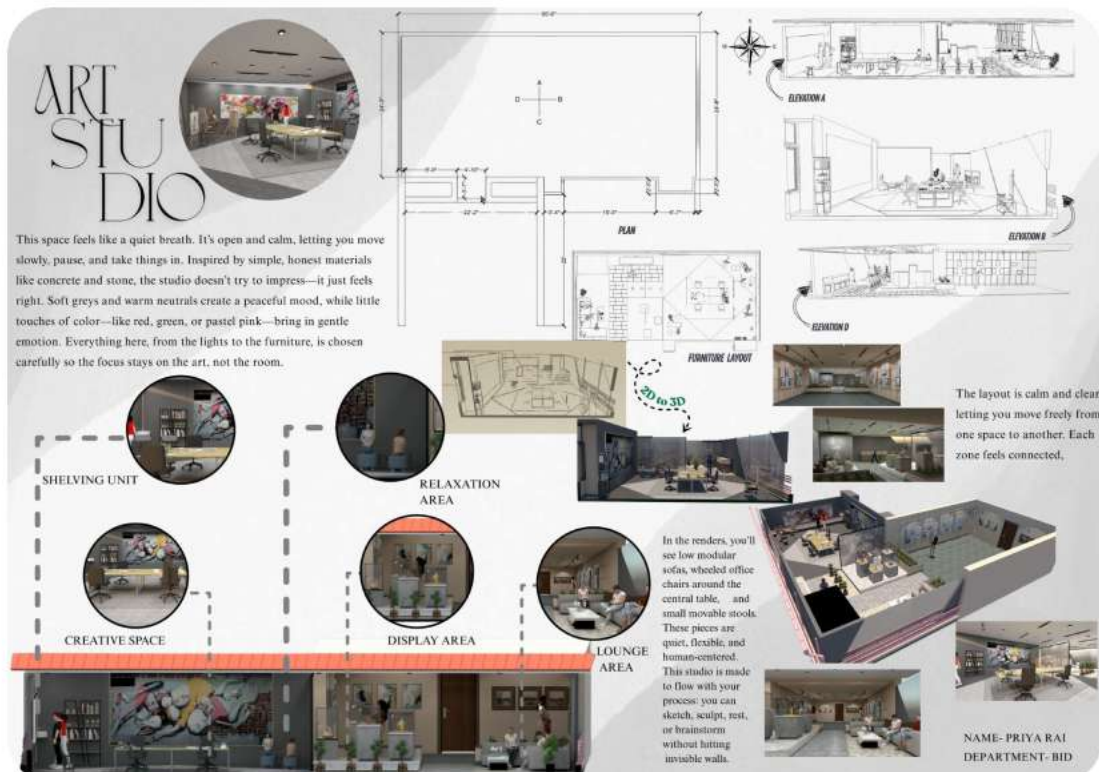 ART
STU
DIO
This space feels like a quiet breath. It's open and calm, letting you move
slowly, pause, and take things in. Inspired by simple, honest materials
like concrete and stone, the studio doesn't try to impress—it just feels
right. Soft greys and warm neutrals create a peaceful mood, while little
touches of color—like red, green, or pastel pink—bring in gentle
emotion. Everything here, from the lights to the furniture, is chosen
carefully so the focus stays on the art, not the room.
A
D B
C
PLAN
FURNITURE LAYOUT
ELEVATION A
ELEVATION B
ELEVATION D
2D to 3D
SHELVING UNIT
RELAXATION
AREA
CREATIVE SPACE
DISPLAY AREA
LOUNGE
AREA
The layout is calm and clear
letting you move freely from
one space to another. Each
zone feels connected,
In the renders, you'll
see low modular
sofas, wheeled office
chairs around the
central table, and
small movable stools.
These pieces are
quiet, flexible, and
human-centered.
This studio is made
to flow with your
process: you can
sketch, sculpt, rest,
or brainstorm
without hitting
invisible walls.
NAME- PRIYA RAI
DEPARTMENT- BID